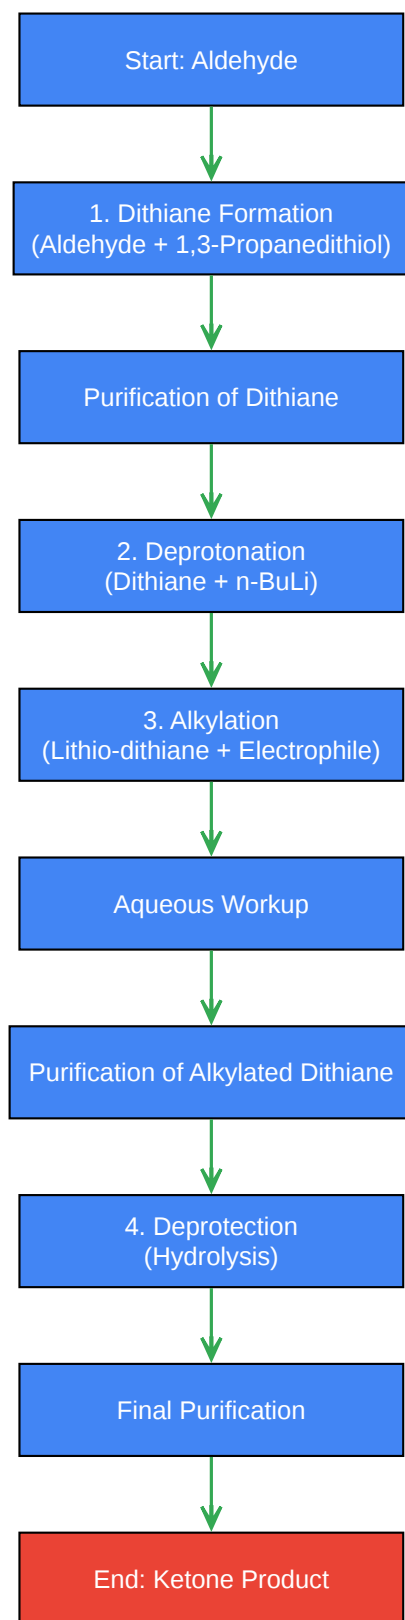 Start: Aldehyde
1. Dithiane Formation
(Aldehyde + 1,3-Propanedithiol)
Purification of Dithiane
2. Deprotonation
(Dithiane + n-BuLi)
3. Alkylation
(Lithio-dithiane + Electrophile)
Aqueous Workup
Purification of Alkylated Dithiane
4. Deprotection
(Hydrolysis)
Final Purification
End: Ketone Product